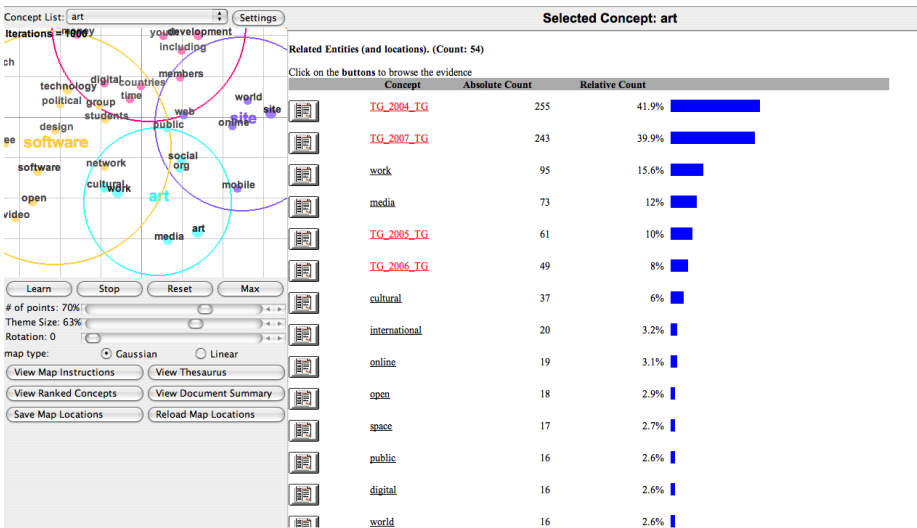 Concept List: art
Settings
Iterations = 1000
money
youth
development
including
ch
members
digital
countries
technology
time
political
group
students
world
site
web
online
site
public
design
ee
software
social
org
software
network
cultural
work
mobile
art
open
video
art
media
Learn
Stop
Reset
Max
# of points: 70%
Theme Size: 63%
Rotation: 0
map type:
Gaussian
Linear
View Map Instructions
View Thesaurus
View Ranked Concepts
View Document Summary
Save Map Locations
Reload Map Locations
Selected Concept: art
Related Entities (and locations). (Count: 54)
Click on the buttons to browse the evidence
Concept Absolute Count Relative Count
TG_2004_TG 255 41.9%
TG_2007_TG 243 39.9%
work 95 15.6%
media 73 12%
TG_2005_TG 61 10%
TG_2006_TG 49 8%
cultural 37 6%
international 20 3.2%
online 19 3.1%
open 18 2.9%
space 17 2.7%
public 16 2.6%
digital 16 2.6%
world 16 2.6%